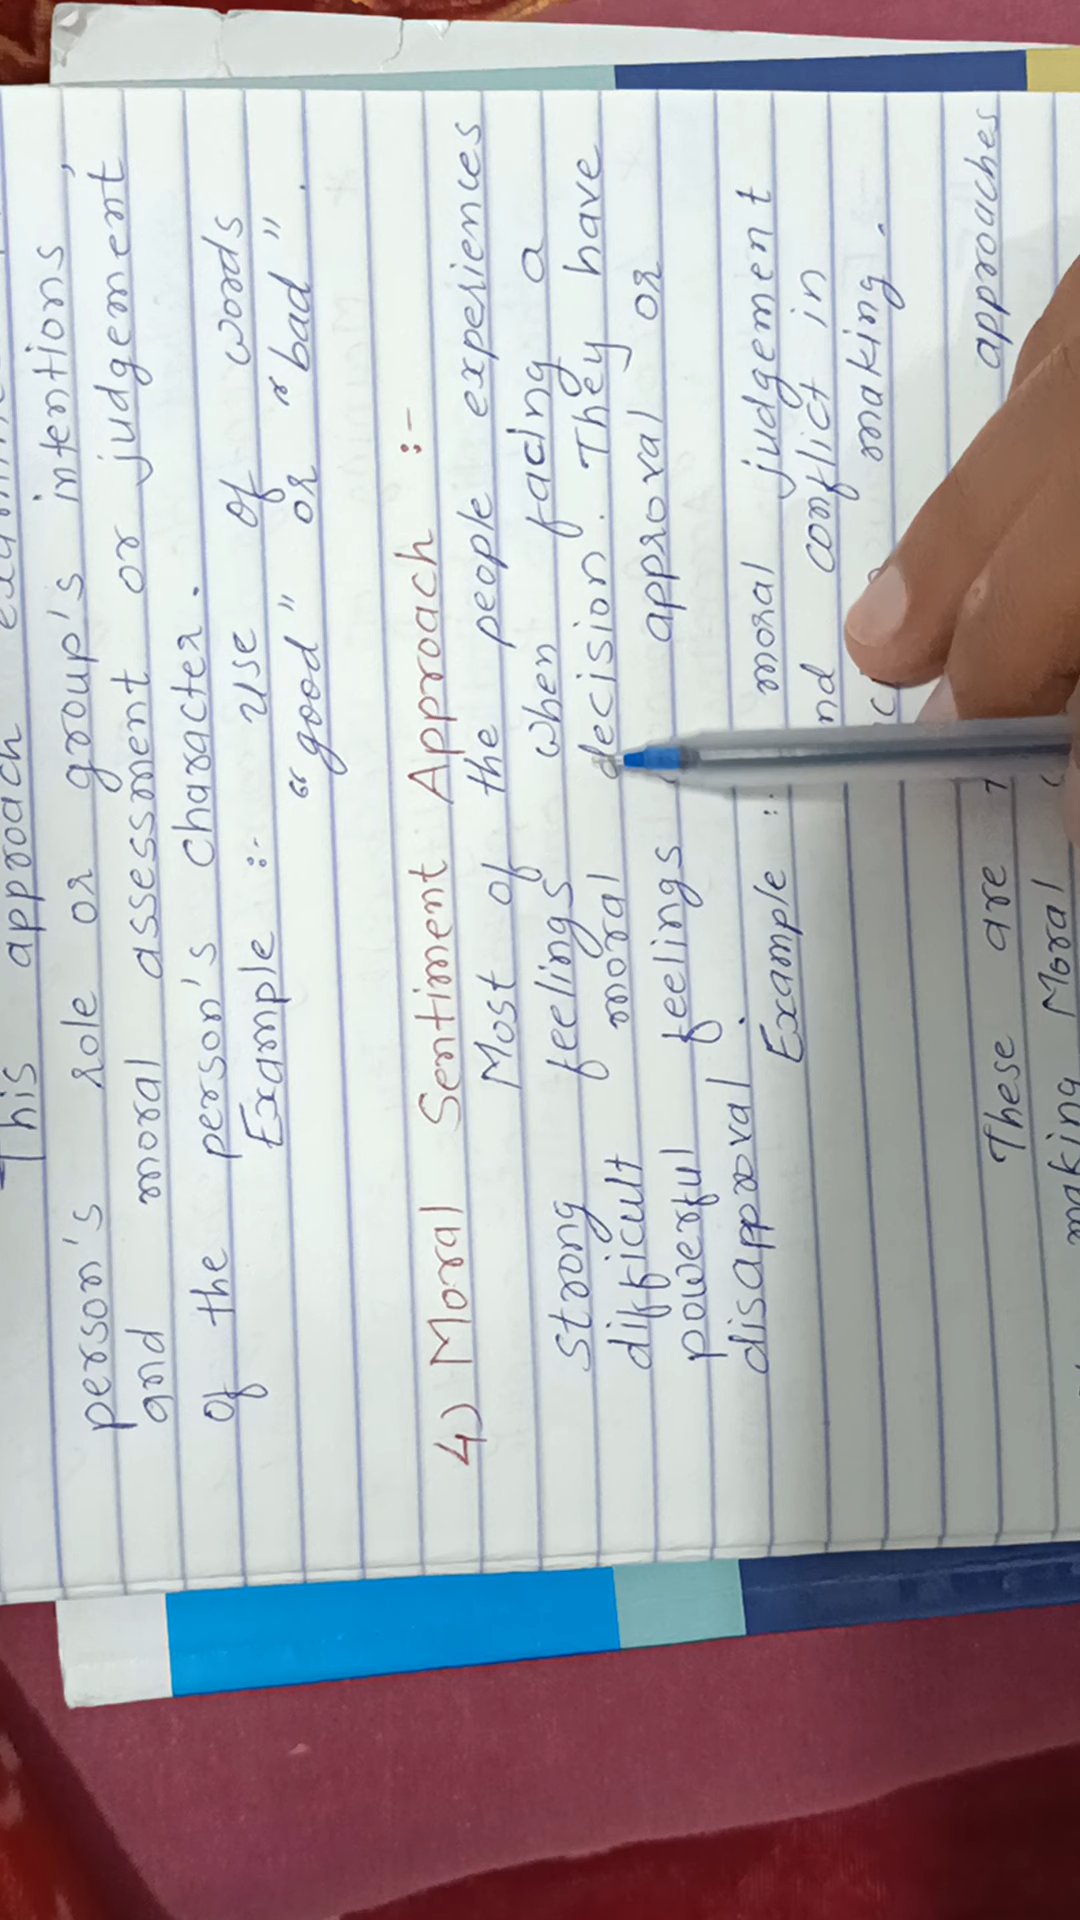 This approach
person's role or group's intentions,
and moral assessment or judgement
of the person's character.
Example :- use of words
"good" or "bad".
4) Moral Sentiment Approach :-
Most of the people experiences
strong feelings when facing a
difficult moral decision. They have
powerful feelings approval or
disapproval.
Example :- moral judgement
conflict in
making.
These are approaches
making Moral